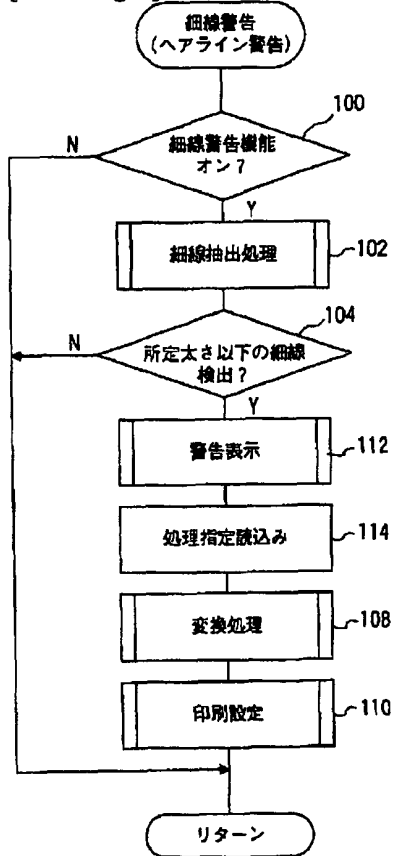 細線警告
(ヘアライン警告)
100
細線警告機能
オン?
N
Y
細線抽出処理
102
104
所定太さ以下の細線
検出?
N
Y
警告表示
112
処理指定読込み
114
変換処理
108
印刷設定
110
リターン